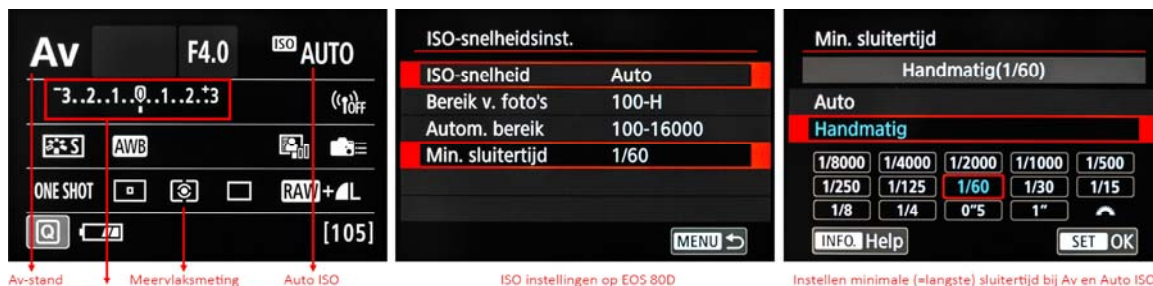 Av F4.0 ISO AUTO
-3..2..1..0..1..2.:+3 OFF
S AWB
ONE SHOT RAW+L
Q [105]
Av-stand Meervlaksmeting Auto ISO
ISO-snelheidsinst.
ISO-snelheid Auto
Bereik v. foto's 100-H
Autom. bereik 100-16000
Min. sluitertijd 1/60
MENU
ISO instellingen op EOS 80D
Min. sluitertijd
Handmatig(1/60)
Auto
Handmatig
1/8000 1/4000 1/2000 1/1000 1/500
1/250 1/125 1/60 1/30 1/15
1/8 1/4 0"5 1"
INFO. Help SET OK
Instellen minimale (=langste) sluitertijd bij Av en Auto ISO